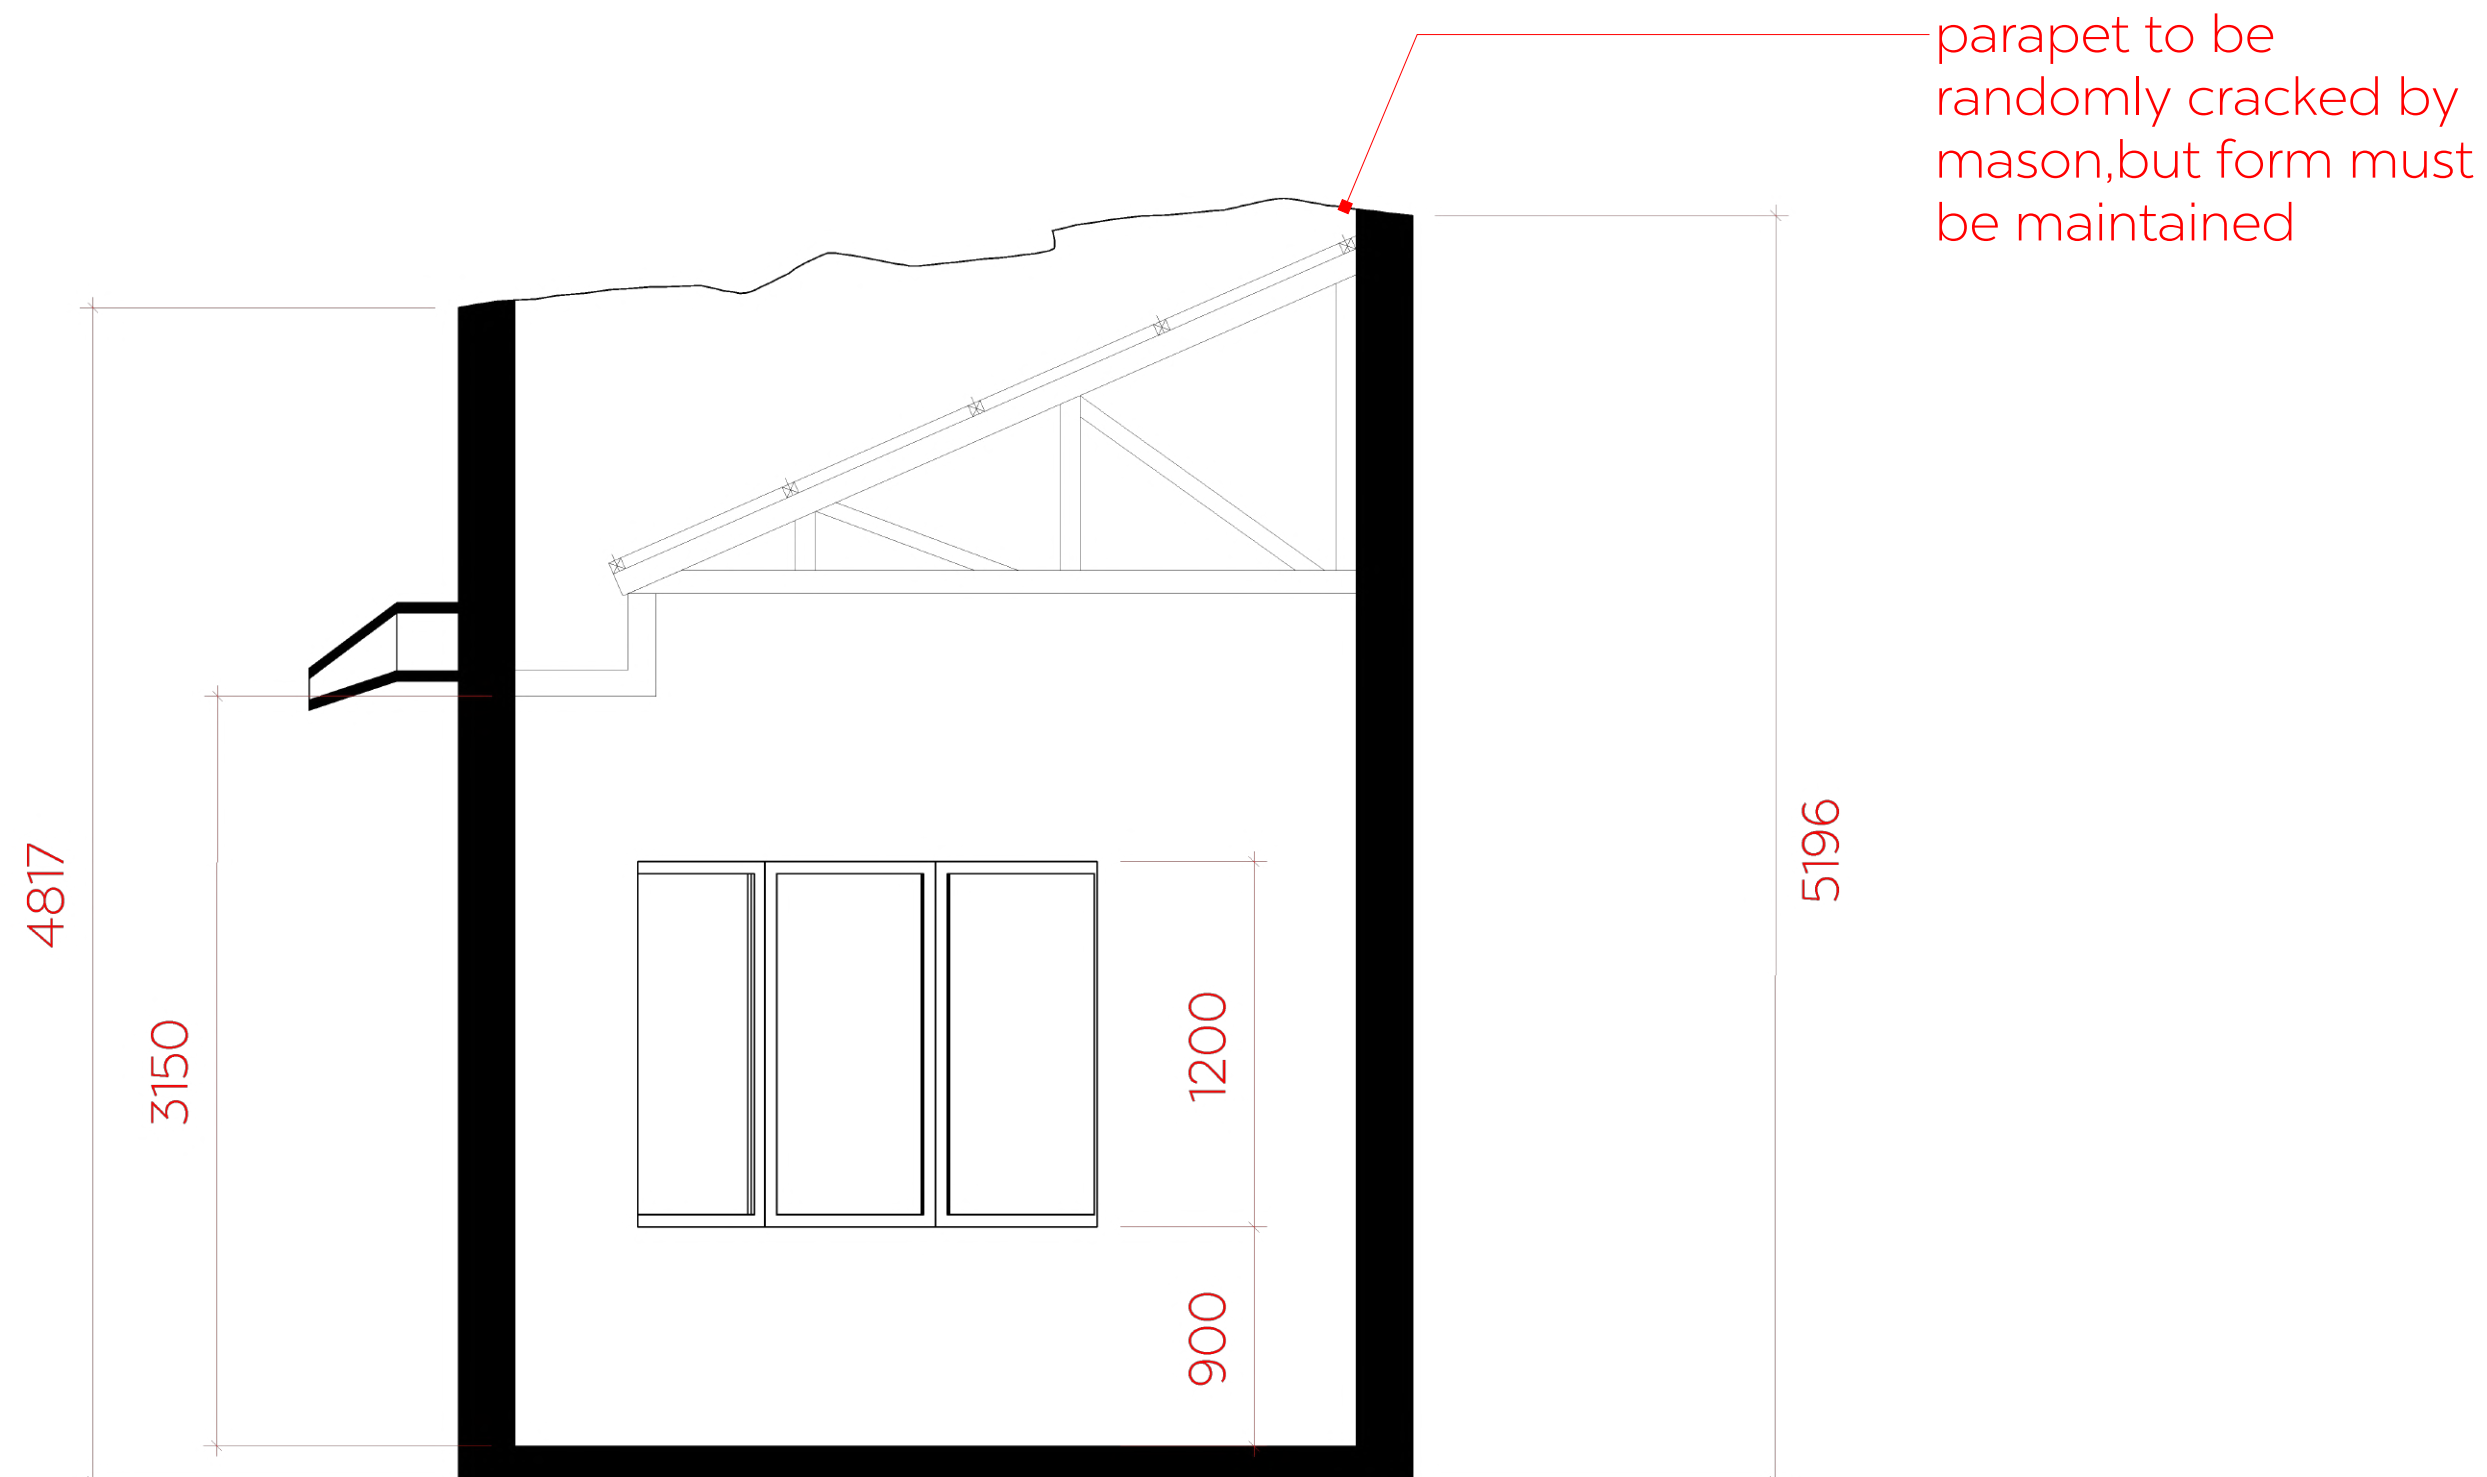 parapet to be
randomly cracked by
mason,but form must
be maintained
4817
3150
1200
900
5196